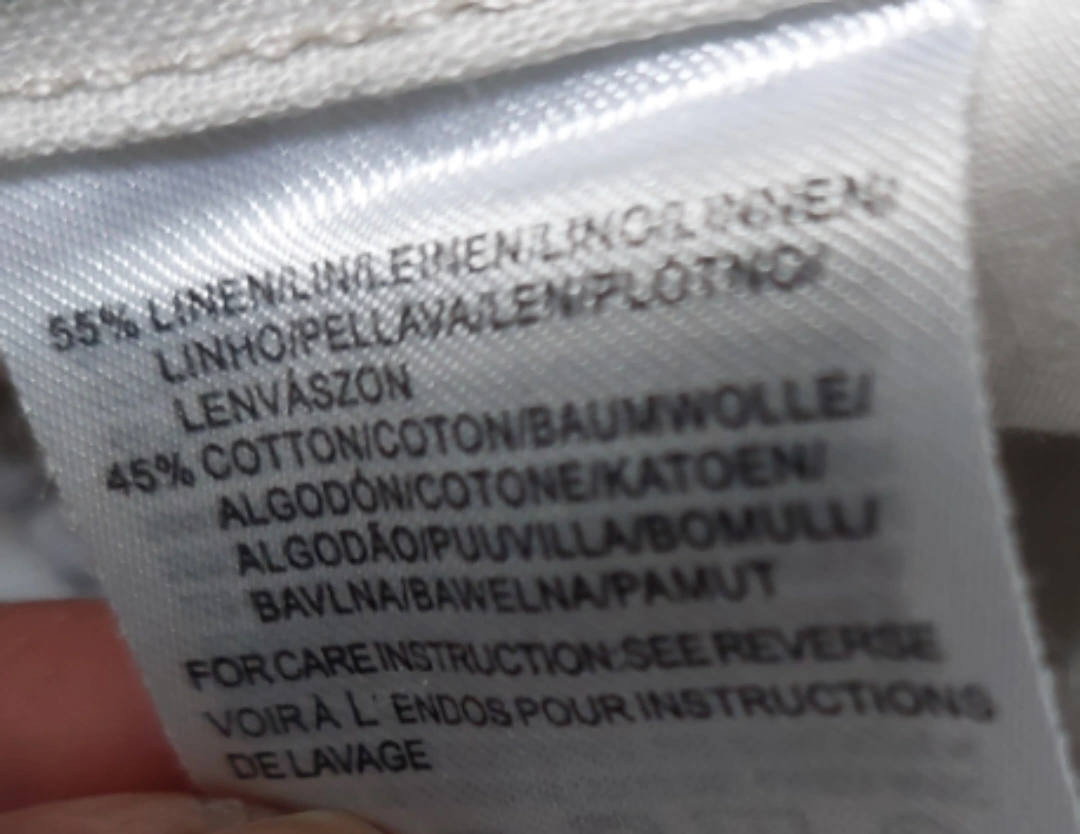 55% LINEN/LIN/LEINEN/LINO/LINNEN/
LINHO/PELLAVA/LEN/PLÓTNO/
LENVÁSZON
45% COTTON/COTON/BAUMWOLLE/
ALGODÓN/COTONE/KATOEN/
ALGODÃO/PUUVILLA/BOMULL/
BAVLNA/BAWELNA/PAMUT
FOR CARE INSTRUCTION:SEE REVERSE
VOIR À L' ENDOS POUR INSTRUCTIONS
DE LAVAGE